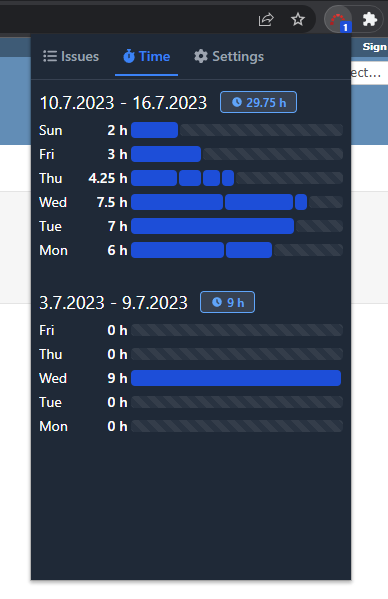 1
Sign
Issues Time Settings
ect...
10.7.2023 - 16.7.2023 29.75 h
Sun 2 h
Fri 3 h
Thu 4.25 h
Wed 7.5 h
Tue 7 h
Mon 6 h
3.7.2023 - 9.7.2023 9 h
Fri 0 h
Thu 0 h
Wed 9 h
Tue 0 h
Mon 0 h